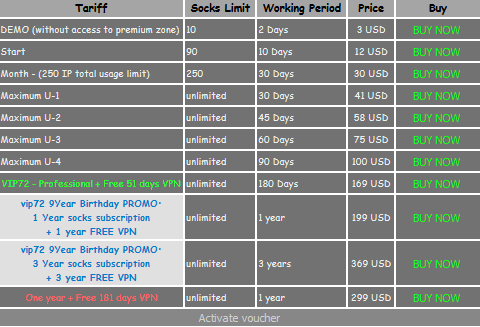 Tariff Socks Limit Working Period Price Buy
DEMO (without access to premium zone) 10 2 Days 3 USD BUY NOW
Start 90 10 Days 12 USD BUY NOW
Month - (250 IP total usage limit) 250 30 Days 30 USD BUY NOW
Maximum U-1 unlimited 30 Days 41 USD BUY NOW
Maximum U-2 unlimited 45 Days 58 USD BUY NOW
Maximum U-3 unlimited 60 Days 75 USD BUY NOW
Maximum U-4 unlimited 90 Days 100 USD BUY NOW
VIP72 - Professional + Free 51 days VPN unlimited 180 Days 169 USD BUY NOW
vip72 9Year Birthday PROMO·
1 Year socks subscription unlimited 1 year 199 USD BUY NOW
+ 1 year FREE VPN
vip72 9Year Birthday PROMO·
3 Year socks subscription unlimited 3 years 369 USD BUY NOW
+ 3 year FREE VPN
One year + Free 181 days VPN unlimited 1 year 299 USD BUY NOW
Activate voucher